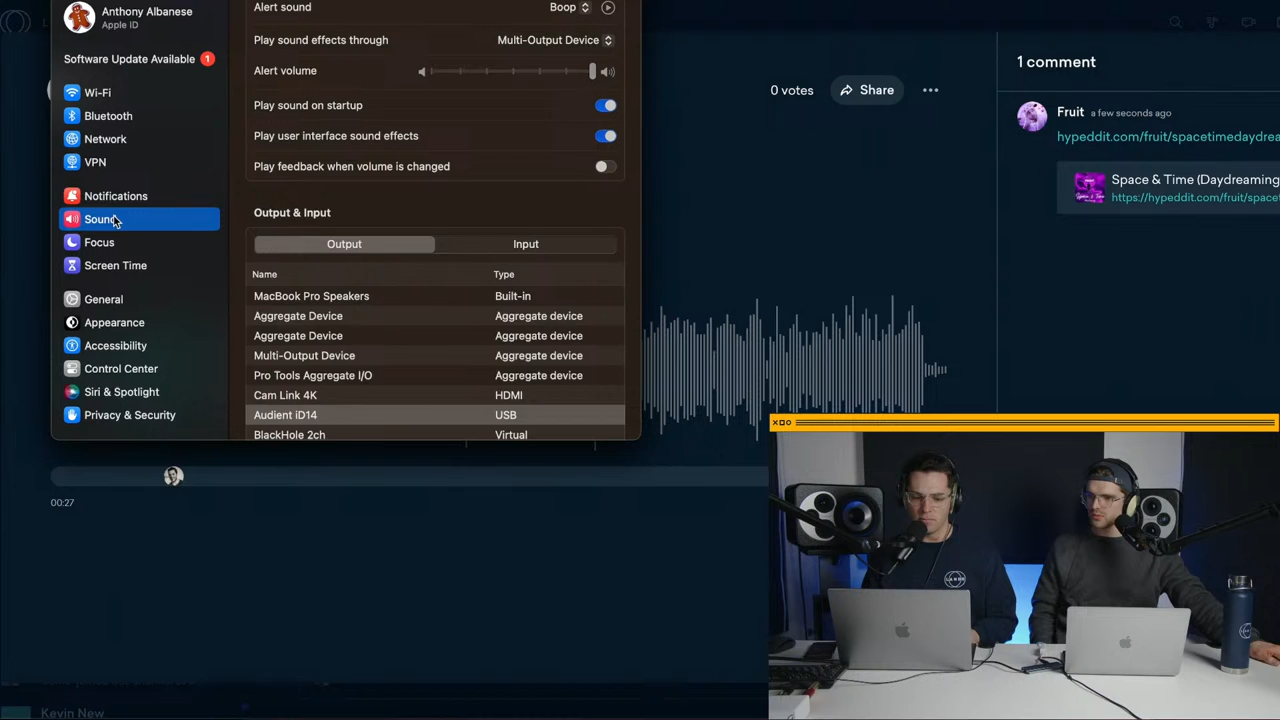 Anthony Albanese
Apple ID
Software Update Available 1
Wi-Fi
Bluetooth
Network
VPN
Notifications
Sound
Focus
Screen Time
General
Appearance
Accessibility
Control Center
Siri & Spotlight
Privacy & Security
Alert sound Boop
Play sound effects through Multi-Output Device
Alert volume
Play sound on startup
Play user interface sound effects
Play feedback when volume is changed
Output & Input
Output Input
Name Type
MacBook Pro Speakers Built-in
Aggregate Device Aggregate device
Aggregate Device Aggregate device
Multi-Output Device Aggregate device
Pro Tools Aggregate I/O Aggregate device
Cam Link 4K HDMI
Audient iD14 USB
BlackHole 2ch Virtual
0 votes Share
1 comment
Fruit a few seconds ago
hypeddit.com/fruit/spacetimedaydrea
Space & Time (Daydreaming
https://hypeddit.com/fruit/spacet
00:27
LANDR
Kevin New